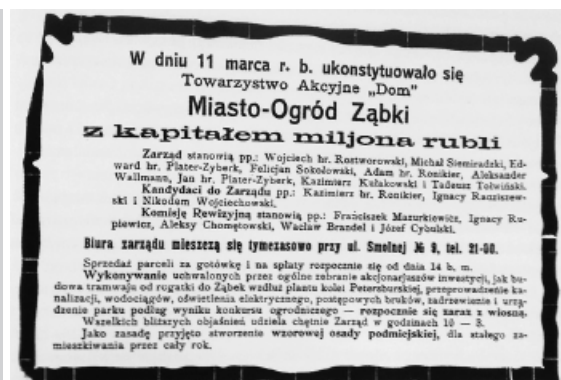 W dniu 11 marca r. b. ukonstytuowało się
Towarzystwo Akcyjne „Dom"
Miasto-Ogród Ząbki
z kapitałem miljona rubli
Zarząd stanowią pp.: Wojciech hr. Rostworowski, Michał Siemiradzki, Ed-
ward hr. Plater-Zyberk, Felicjan Sokołowski, Adam hr. Ronikier, Aleksander
Wallmann, Jan hr. Plater-Zyberk, Kazimierz Kułakowski i Tadeusz Tołwiński.
Kandydaci do Zarządu pp.: Kazimierz hr. Ronikier, Ignacy Radziszew-
ski i Nikodem Wojciechowski.
Komisję Rewizyjną stanowią pp.: Franciszek Mazurkiewicz, Ignacy Ru-
piewicz, Aleksy Chomętowski, Wacław Brandel i Józef Cybulski.
Biura zarządu mieszczą się tymczasowo przy ul. Smolnej № 9, tel. 21-00.
Sprzedaż parceli za gotówkę i na spłaty rozpocznie się od dnia 14 b. m.
Wykonywanie uchwalonych przez ogólne zebranie akcjonarjuszów inwestycji, jak bu-
dowa tramwaju od rogatki do Ząbek wzdłuż plantu kolei Petersburskiej, przeprowadzenie ka-
nalizacji, wodociągów, oświetlenia elektrycznego, postępowych bruków, zadrzewienie i urzą-
dzenie parku podług wyniku konkursu ogrodniczego — rozpocznie się zaraz z wiosną.
Wszelkich bliższych objaśnień udziela chętnie Zarząd w godzinach 10 — 3.
Jako zasadę przyjęto stworzenie wzorowej osady podmiejskiej, dla stałego za-
mieszkiwania przez cały rok.